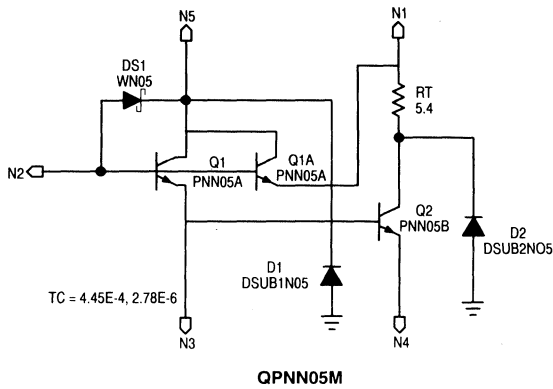 N5
N1
DS1
WN05
RT
5.4
N2
Q1
PNN05A
Q1A
PNN05A
Q2
PNN05B
D2
DSUB2NO5
D1
DSUB1N05
TC = 4.45E-4, 2.78E-6
N3
N4
QPNN05M